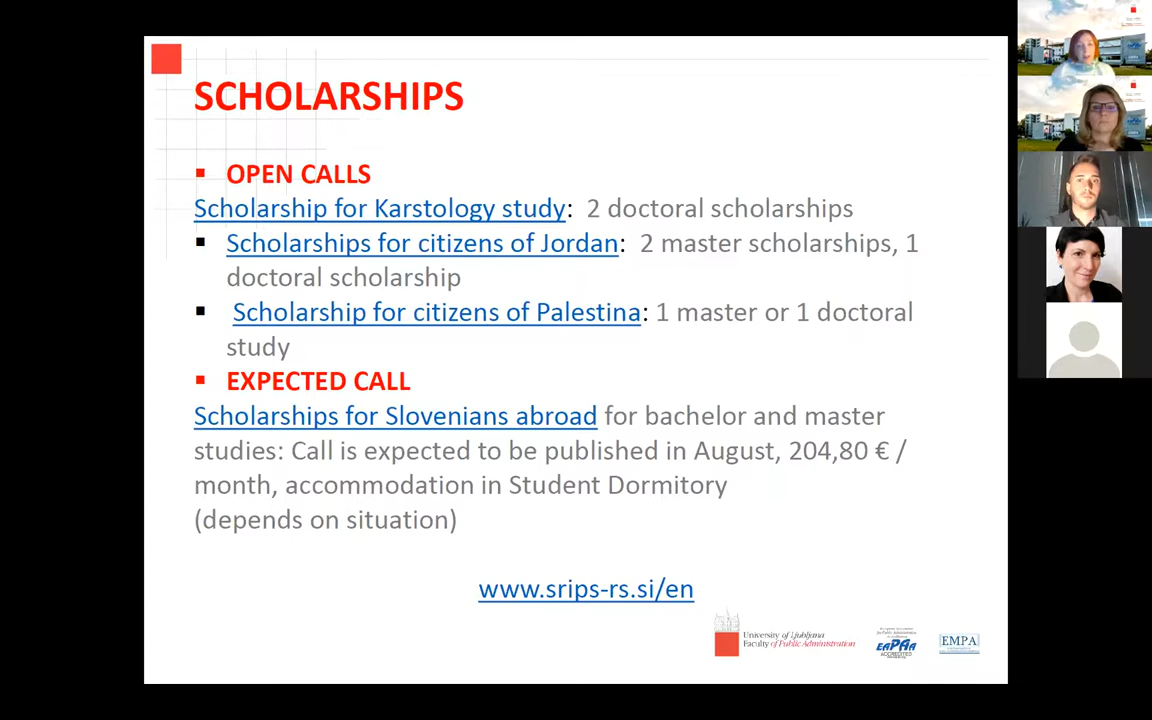 SCHOLARSHIPS
▪ OPEN CALLS
Scholarship for Karstology study: 2 doctoral scholarships
▪ Scholarships for citizens of Jordan: 2 master scholarships, 1
doctoral scholarship
▪ Scholarship for citizens of Palestina: 1 master or 1 doctoral
study
▪ EXPECTED CALL
Scholarships for Slovenians abroad for bachelor and master
studies: Call is expected to be published in August, 204,80 € /
month, accommodation in Student Dormitory
(depends on situation)
www.srips-rs.si/en
University of Ljubljana
Faculty of Public Administration
EAPAA
ACCREDITED
EMPA